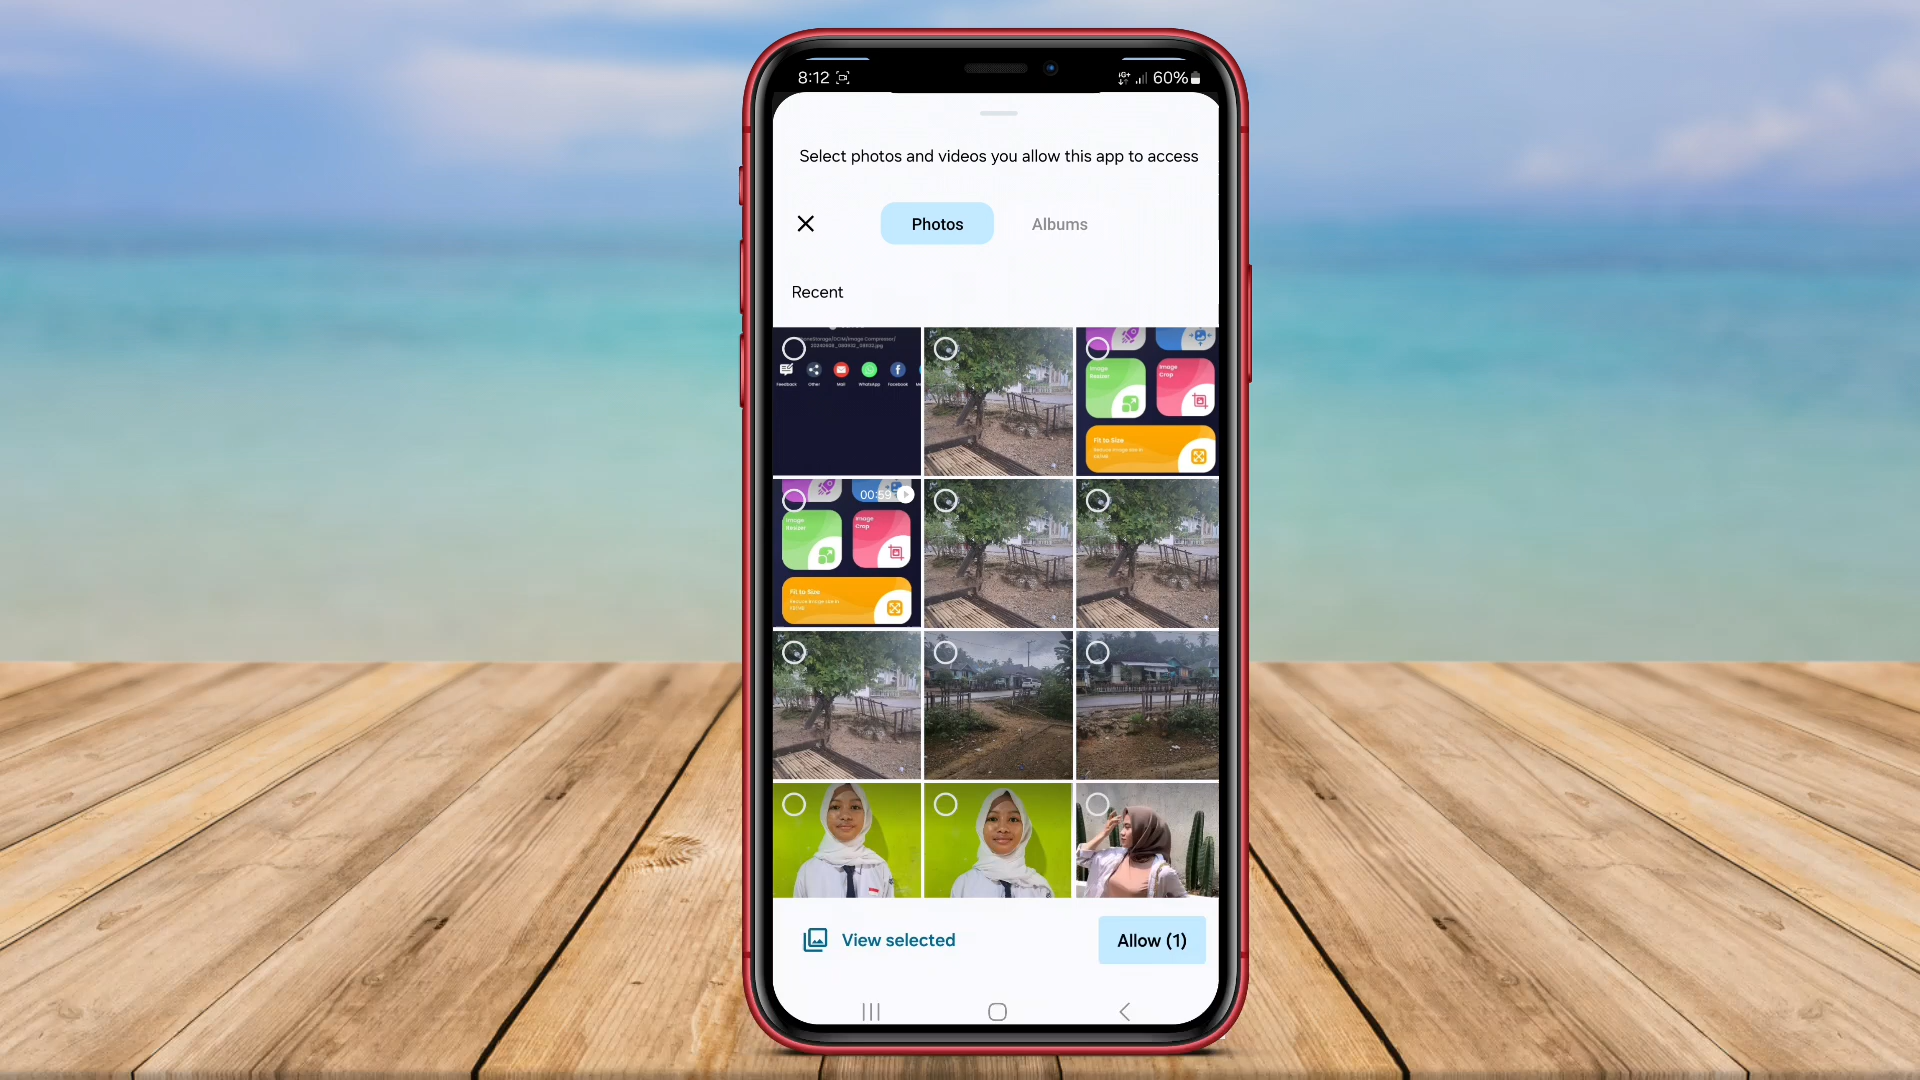 8:12
60%
Select photos and videos you allow this app to access
Photos
Albums
Recent
Feedback Other Mail WhatsApp Facebook
Image
Resizer
Image
Crop
Fit to Size
00:59
Image
Resizer
Image
Crop
Fit to Size
View selected
Allow (1)